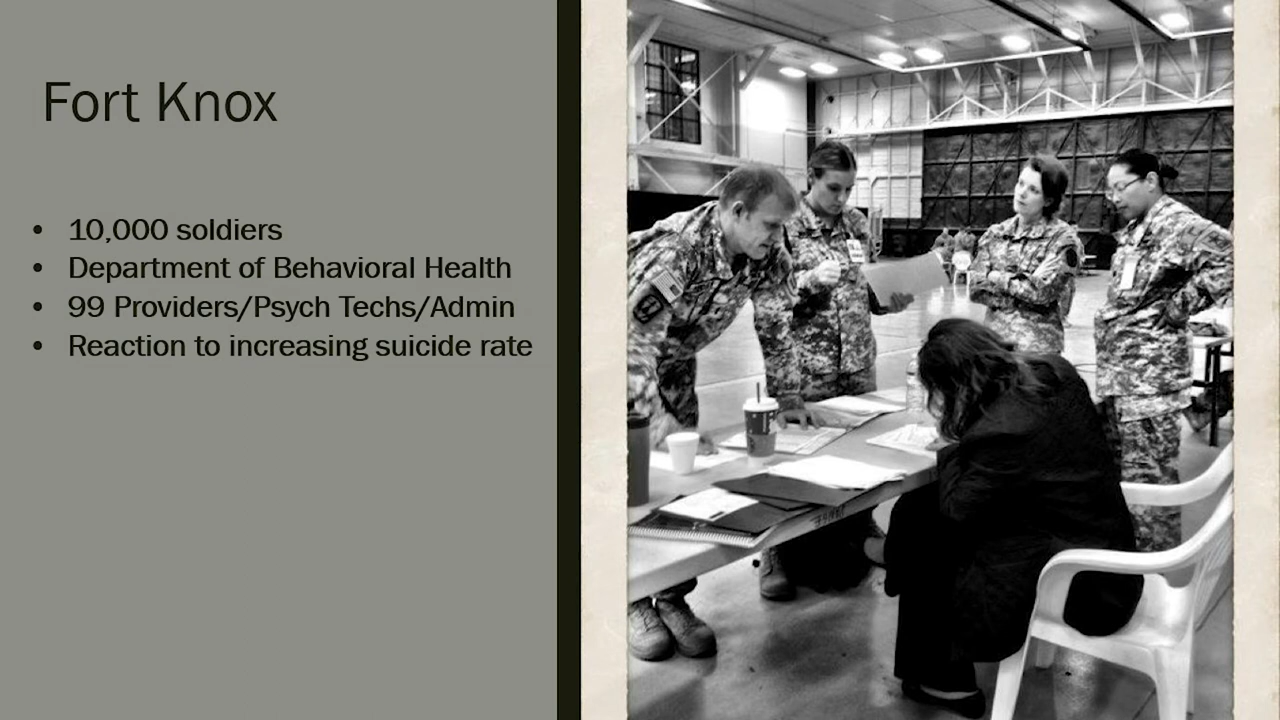 Fort Knox
• 10,000 soldiers
• Department of Behavioral Health
• 99 Providers/Psych Techs/Admin
• Reaction to increasing suicide rate